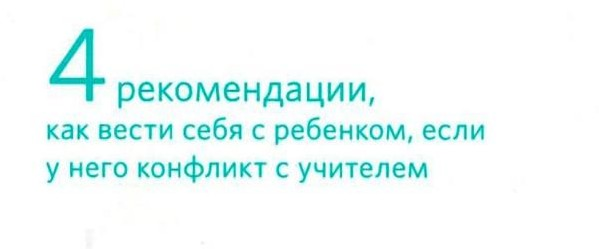 4 рекомендации,
как вести себя с ребенком, если
у него конфликт с учителем